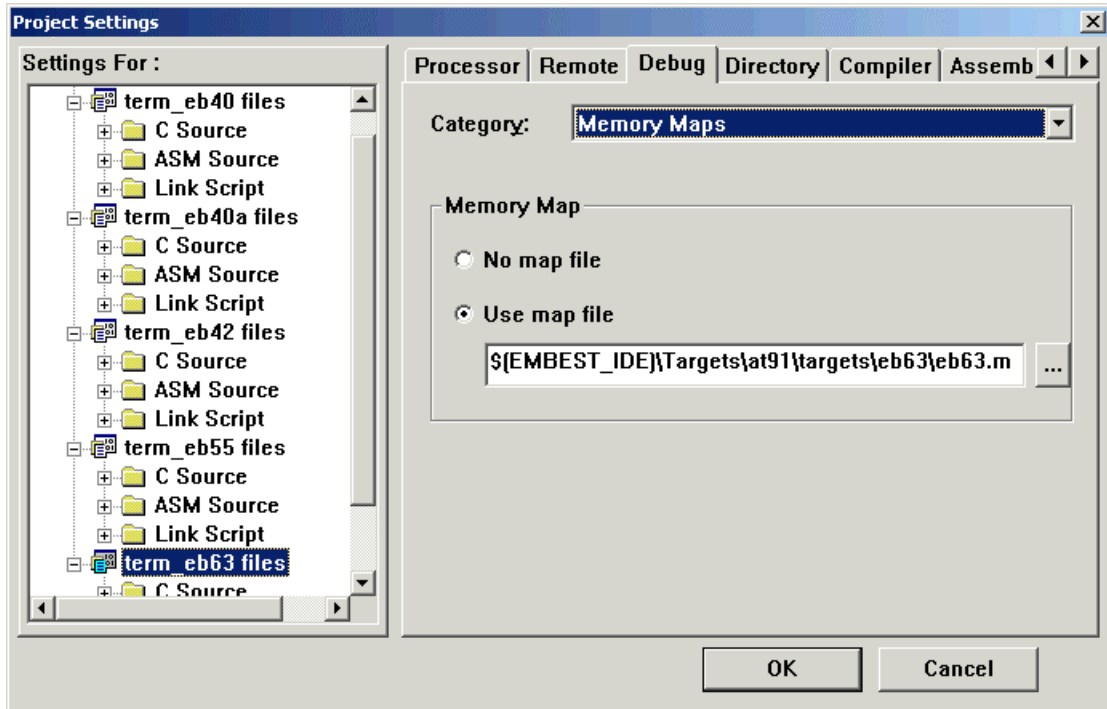 Project Settings
Settings For :
term_eb40 files
C Source
ASM Source
Link Script
term_eb40a files
C Source
ASM Source
Link Script
term_eb42 files
C Source
ASM Source
Link Script
term_eb55 files
C Source
ASM Source
Link Script
term_eb63 files
C Source
Processor Remote Debug Directory Compiler Assemb
Category: Memory Maps
Memory Map
No map file
Use map file
$(EMBEST_IDE)\Targets\at91\targets\eb63\eb63.m ...
OK Cancel